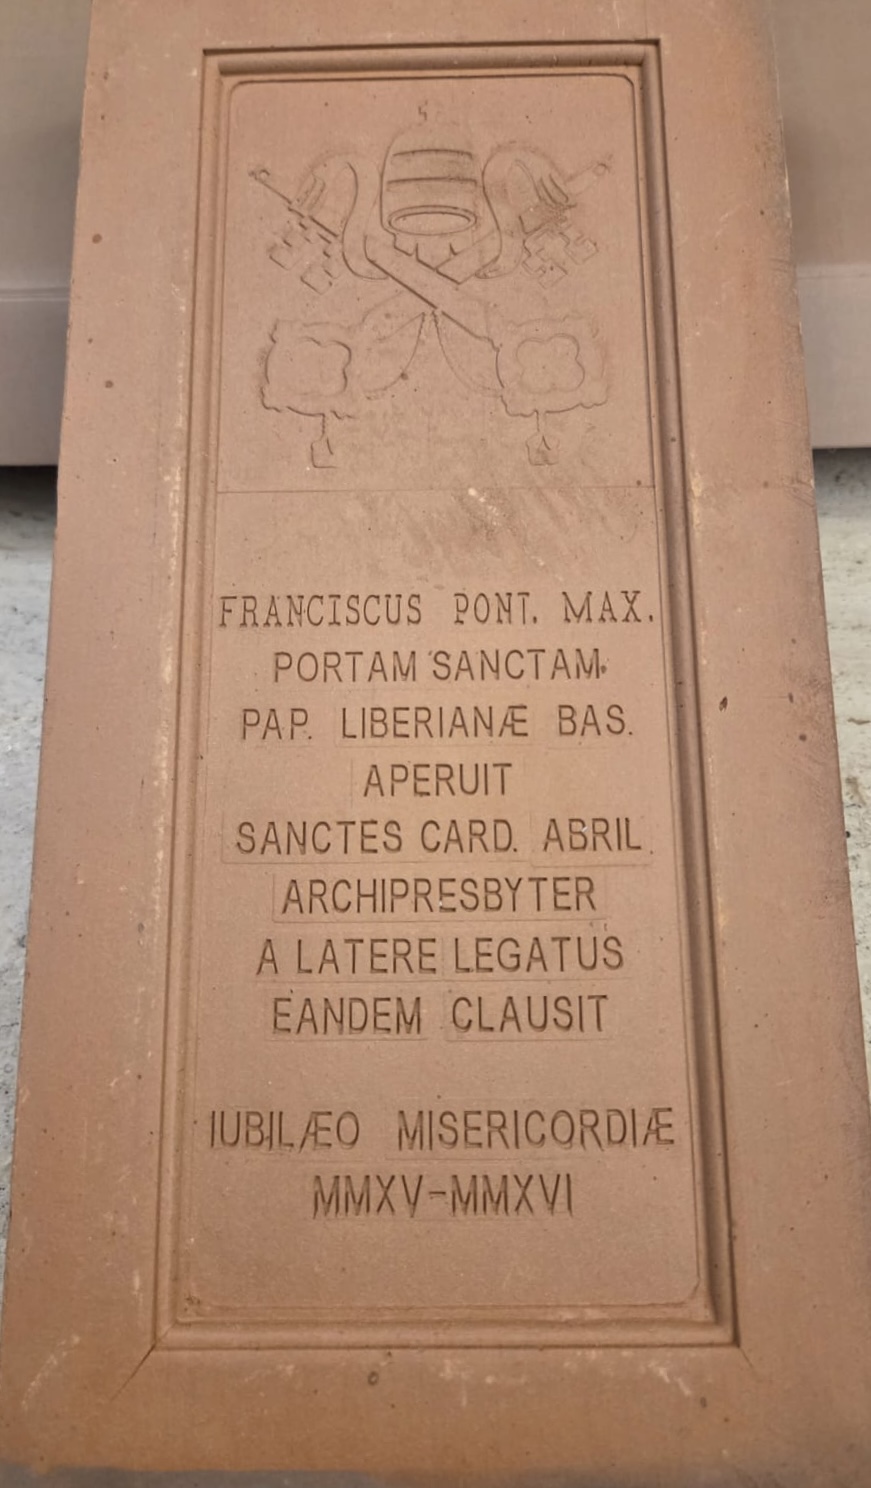 FRANCISCUS PONT. MAX.
PORTAM SANCTAM
PAP. LIBERIANÆ BAS.
APERUIT
SANCTES CARD. ABRIL
ARCHIPRESBYTER
A LATERE LEGATUS
EANDEM CLAUSIT
IUBILÆO MISERICORDIÆ
MMXV-MMXVI